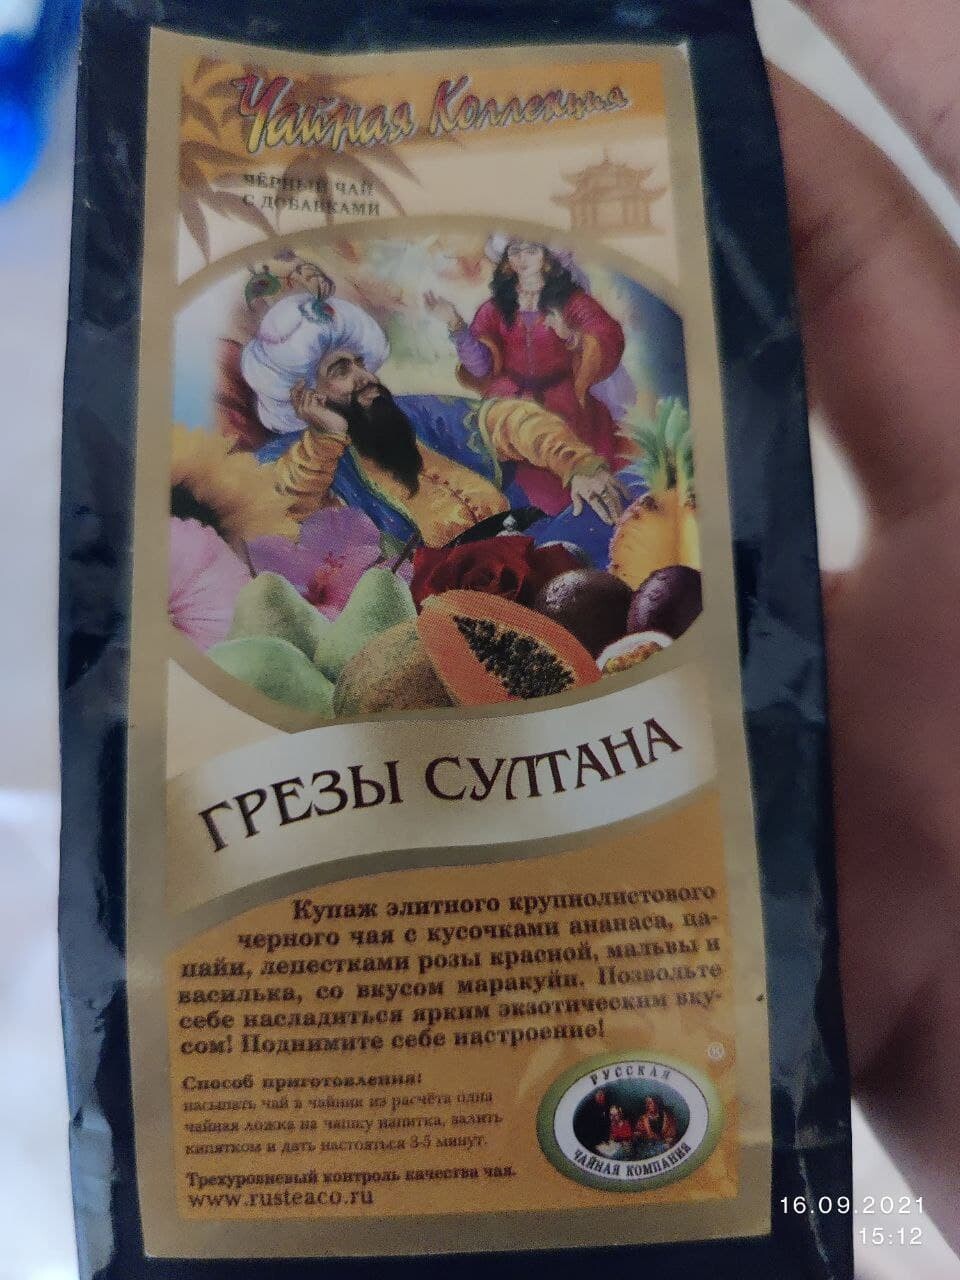 Чайная Коллекция
ЧЁРНЫЙ ЧАЙ
С ДОБАВКАМИ
ГРЕЗЫ СУЛТАНА
Купаж элитного крупнолистового
черного чая с кусочками ананаса, па-
пайи, лепестками розы красной, мальвы и
василька, со вкусом маракуйи. Позвольте
себе насладиться ярким экзотическим вку-
сом! Поднимите себе настроение!
Способ приготовления:
насыпать чай в чайник из расчёта одна
чайная ложка на чашку напитка, залить
кипятком и дать настояться 3-5 минут.
Трехуровневый контроль качества чая.
www.rusteaco.ru
®
РУССКАЯ
ЧАЙНАЯ КОМПАНИЯ
16.09.2021
15:12